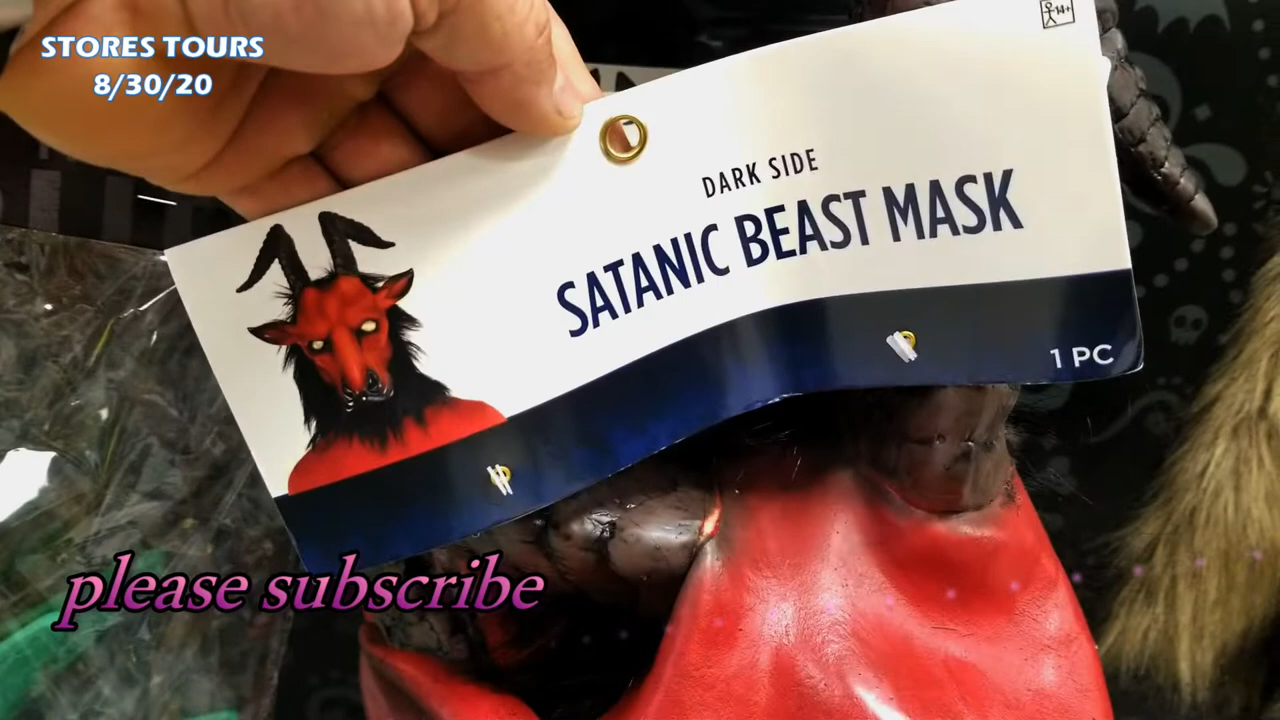 STORES TOURS
8/30/20
14+
DARK SIDE
SATANIC BEAST MASK
1 PC
please subscribe